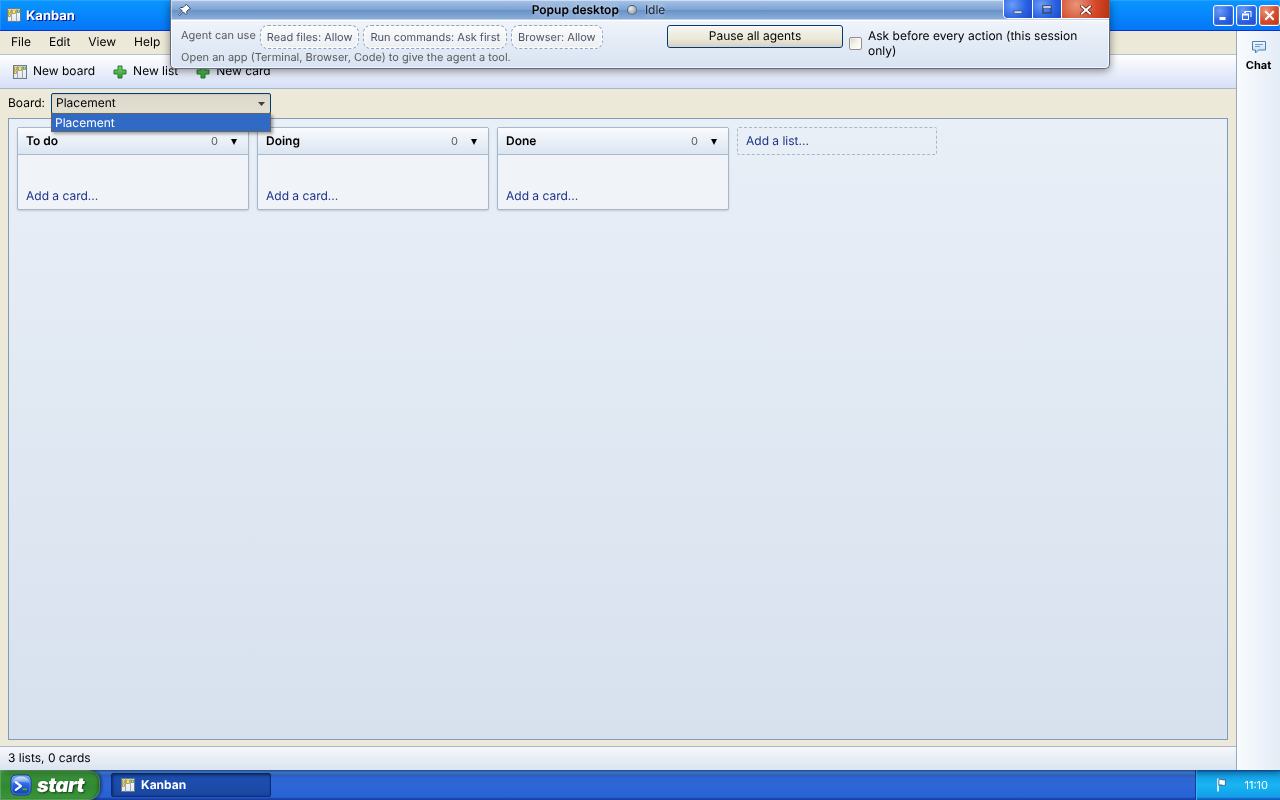 Kanban
Popup desktop Idle
File Edit View Help
Agent can use Read files: Allow Run commands: Ask first Browser: Allow
Open an app (Terminal, Browser, Code) to give the agent a tool.
Pause all agents
Ask before every action (this session
only)
Chat
New board New list New card
Board: Placement
Placement
To do 0
Doing 0
Done 0
Add a list...
Add a card...
Add a card...
Add a card...
3 lists, 0 cards
start Kanban 11:10